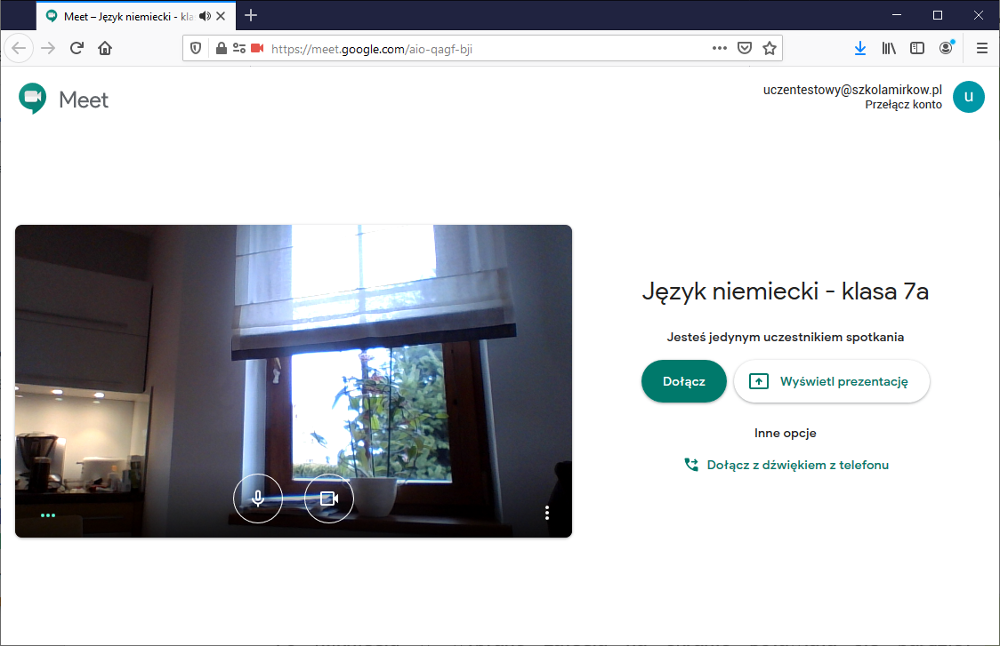 Meet – Język niemiecki - kla
https://meet.google.com/aio-qagf-bji
Meet
uczentestowy@szkolamirkow.pl
Przełącz konto
u
Język niemiecki - klasa 7a
Jesteś jedynym uczestnikiem spotkania
Dołącz
Wyświetl prezentację
Inne opcje
Dołącz z dźwiękiem z telefonu